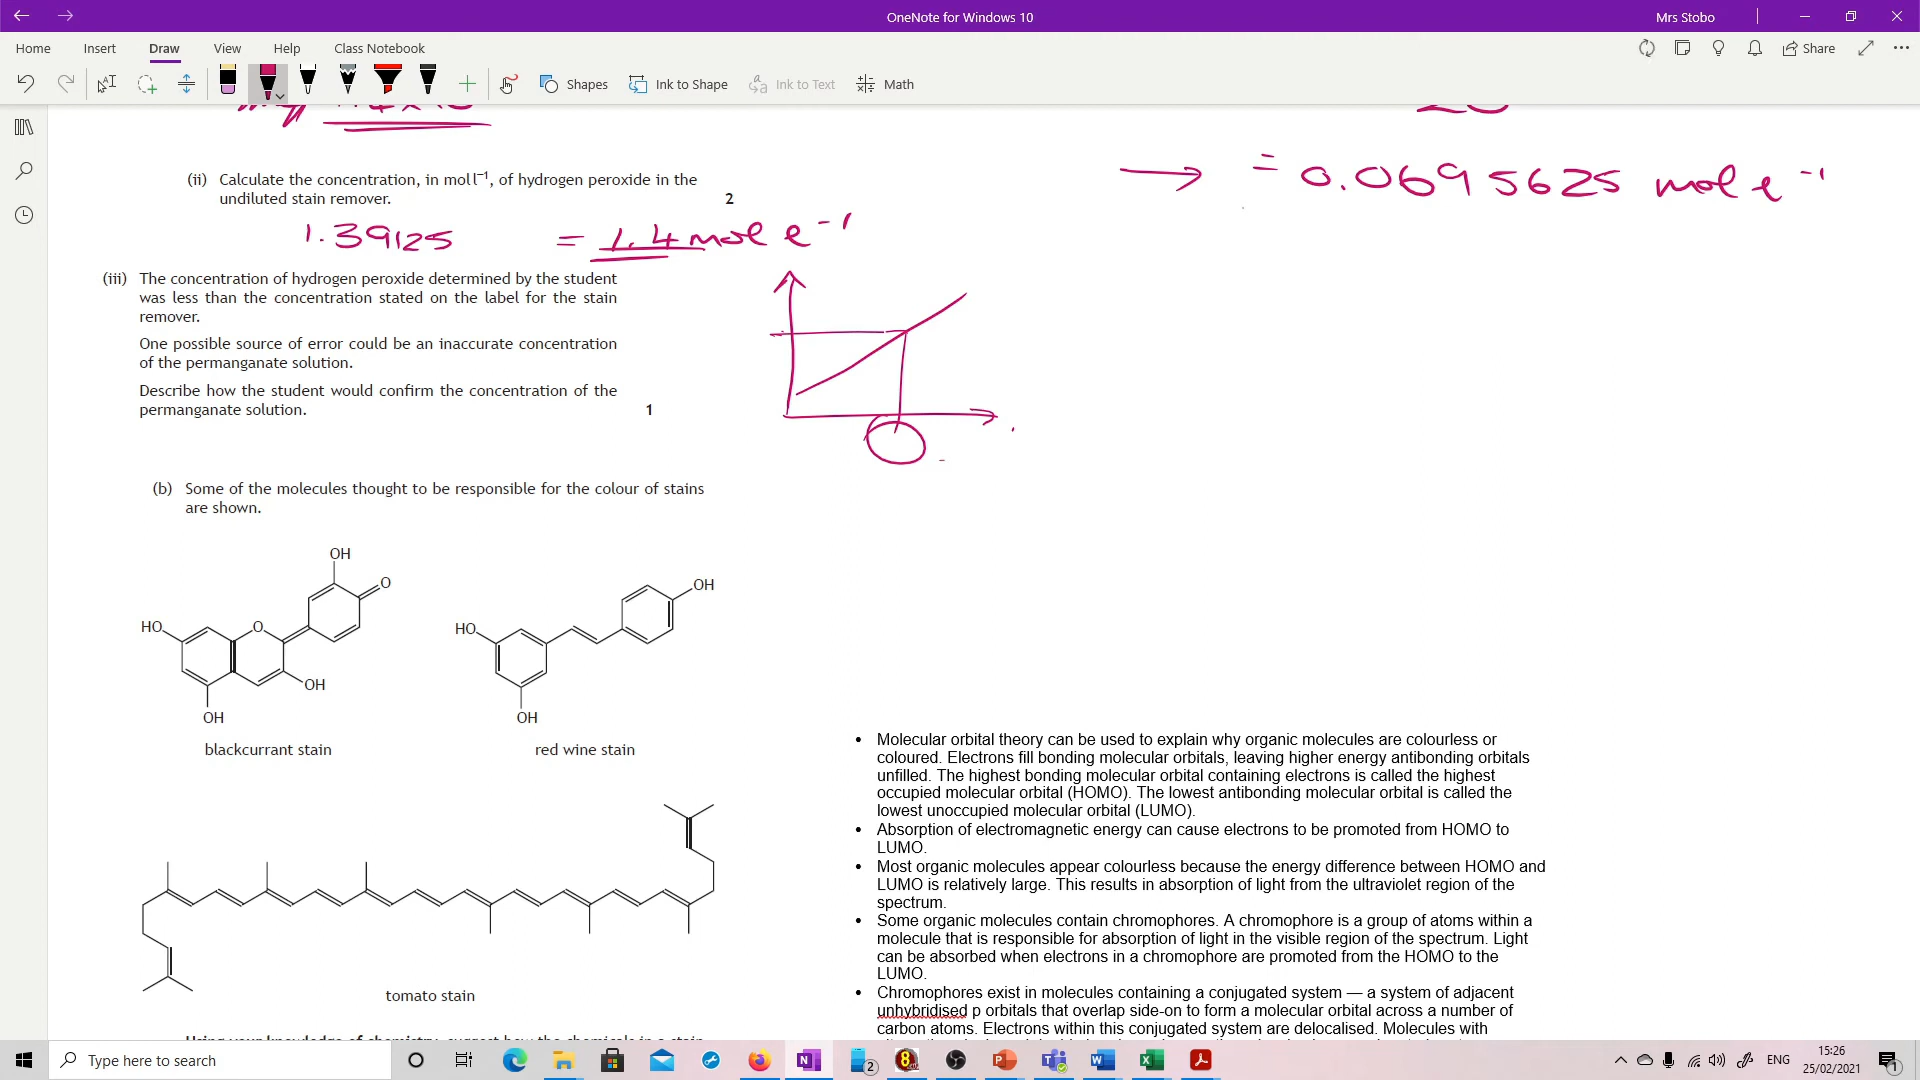 OneNote for Windows 10
Mrs Stobo
Home Insert Draw View Help Class Notebook
Share
Shapes Ink to Shape Ink to Text Math
(ii) Calculate the concentration, in mol l⁻¹, of hydrogen peroxide in the
undiluted stain remover. 2
→ = 0.0695625 mol l⁻¹
1.39125 = 1.4 mol l⁻¹
(iii) The concentration of hydrogen peroxide determined by the student
was less than the concentration stated on the label for the stain
remover.
One possible source of error could be an inaccurate concentration
of the permanganate solution.
Describe how the student would confirm the concentration of the
permanganate solution. 1
(b) Some of the molecules thought to be responsible for the colour of stains
are shown.
OH
O
HO
O
OH
OH
blackcurrant stain
OH
HO
OH
red wine stain
tomato stain
• Molecular orbital theory can be used to explain why organic molecules are colourless or
coloured. Electrons fill bonding molecular orbitals, leaving higher energy antibonding orbitals
unfilled. The highest bonding molecular orbital containing electrons is called the highest
occupied molecular orbital (HOMO). The lowest antibonding molecular orbital is called the
lowest unoccupied molecular orbital (LUMO).
• Absorption of electromagnetic energy can cause electrons to be promoted from HOMO to
LUMO.
• Most organic molecules appear colourless because the energy difference between HOMO and
LUMO is relatively large. This results in absorption of light from the ultraviolet region of the
spectrum.
• Some organic molecules contain chromophores. A chromophore is a group of atoms within a
molecule that is responsible for absorption of light in the visible region of the spectrum. Light
can be absorbed when electrons in a chromophore are promoted from the HOMO to the
LUMO.
• Chromophores exist in molecules containing a conjugated system — a system of adjacent
unhybridised p orbitals that overlap side-on to form a molecular orbital across a number of
carbon atoms. Electrons within this conjugated system are delocalised. Molecules with
Type here to search
ENG
15:26
25/02/2021